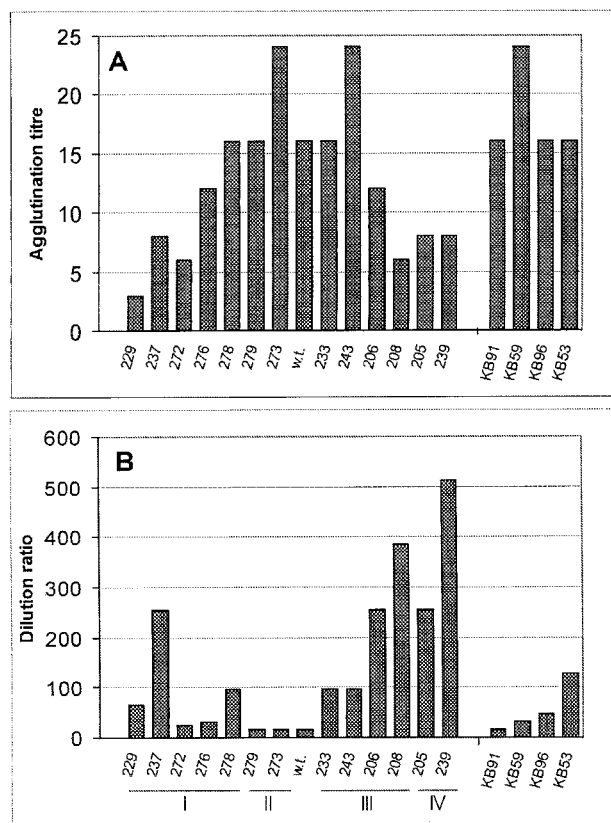 A
Agglutination titre
25
20
15
10
5
0
229 237 272 276 278 279 273 w.t. 233 243 206 208 205 239 KB91 KB59 KB96 KB53
B
Dilution ratio
600
500
400
300
200
100
0
229 237 272 276 278 279 273 w.t. 233 243 206 208 205 239 KB91 KB59 KB96 KB53
I II III IV